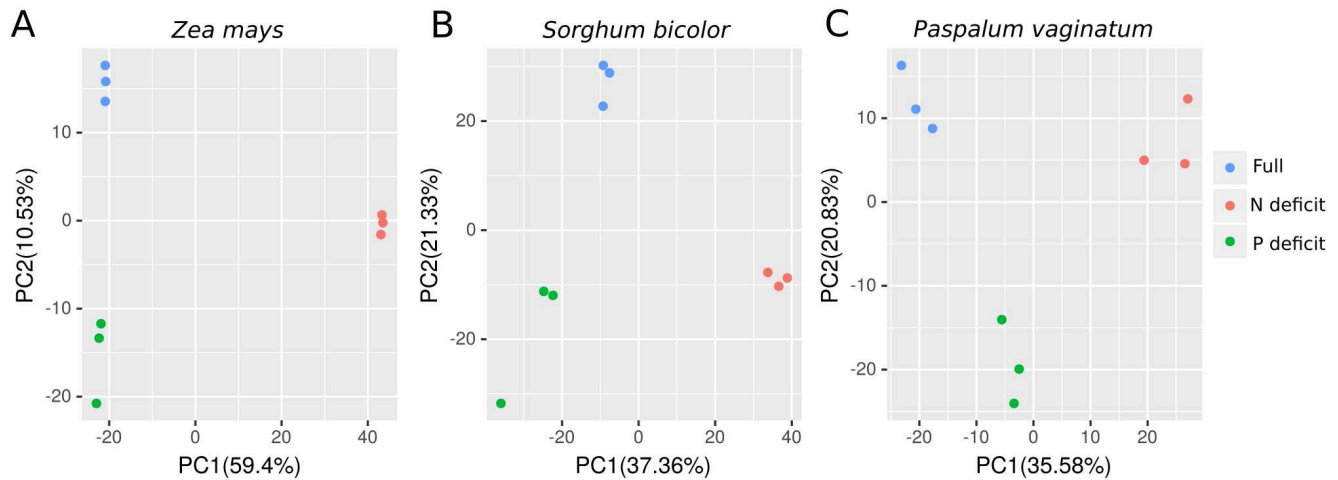 A
Zea mays
10
0
-10
-20
-20
0
20
40
PC1(59.4%)
PC2(10.53%)
B
Sorghum bicolor
20
0
-20
-20
0
20
40
PC1(37.36%)
PC2(21.33%)
C
Paspalum vaginatum
10
0
-10
-20
-20
-10
0
10
20
PC1(35.58%)
PC2(20.83%)
Full
N deficit
P deficit